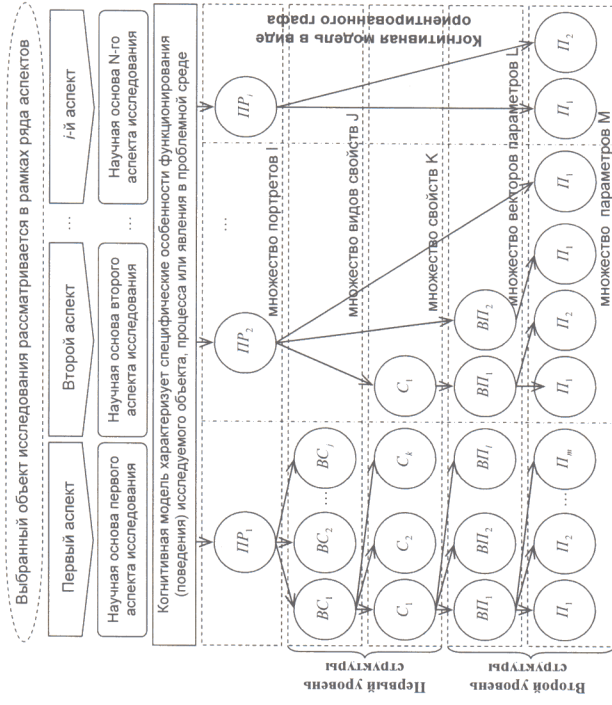 Выбранный объект исследования рассматривается в рамках ряда аспектов
Первый аспект
Второй аспект
...
i-й аспект
Научная основа первого
аспекта исследования
Научная основа второго
аспекта исследования
...
Научная основа N-го
аспекта исследования
Когнитивная модель характеризует специфические особенности функционирования
(поведения) исследуемого объекта, процесса или явления в проблемной среде
ПР1
ПР2
...
ПРi
Когнитивная модель в виде
ориентированного графа
множество портретов I
ВС1
ВС2
...
ВСj
множество видов свойств J
С1
С2
...
Сk
С1
множество свойств K
ВП1
ВП2
ВПl
ВП1
ВП2
множество векторов параметров L
П1
П2
...
Пm
П1
П2
П1
П1
П1
П2
множество параметров M
Первый уровень
структуры
Второй уровень
структуры